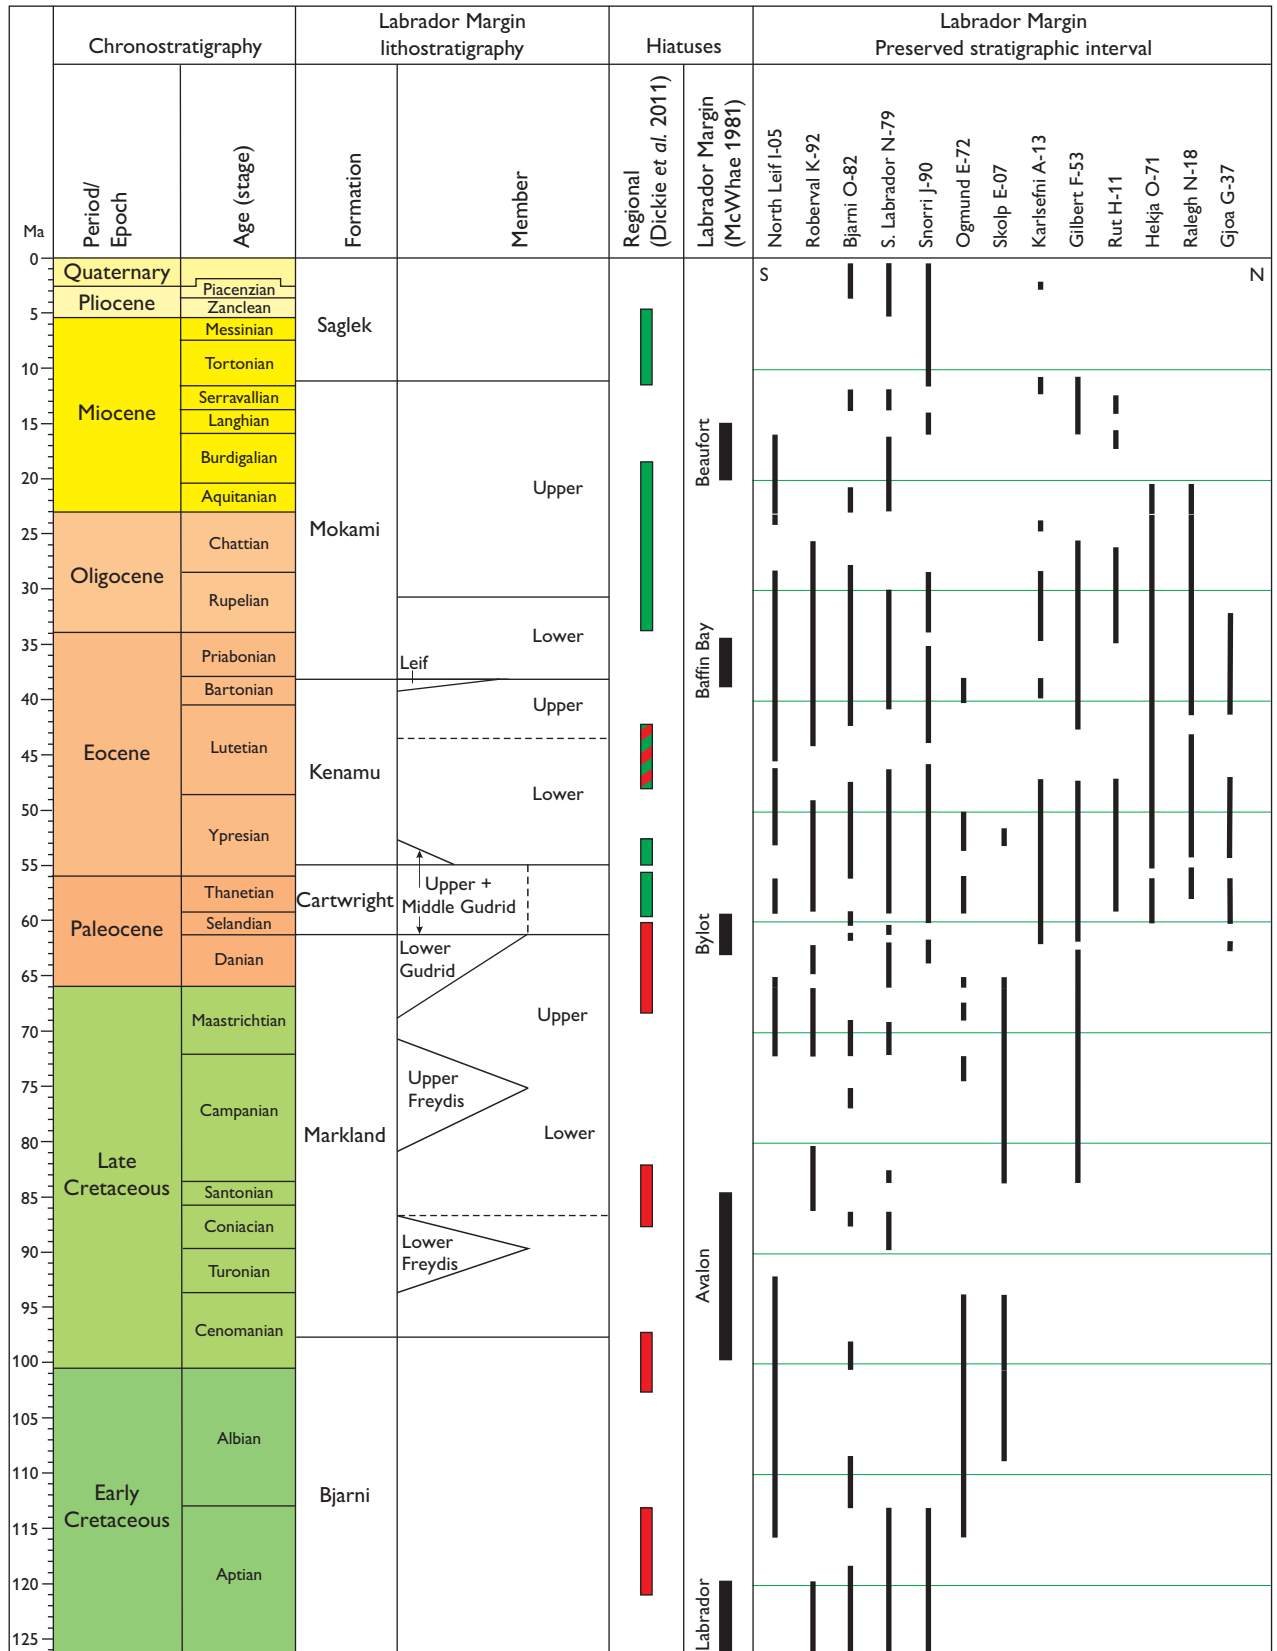 Chronostratigraphy
Labrador Margin
lithostratigraphy
Hiatuses
Labrador Margin
Preserved stratigraphic interval
Ma
Period/
Epoch
Age (stage)
Formation
Member
Regional
(Dickie et al. 2011)
Labrador Margin
(McWhae 1981)
North Leif I-05
Roberval K-92
Bjarni O-82
S. Labrador N-79
Snorri J-90
Ogmund E-72
Skolp E-07
Karlsefni A-13
Gilbert F-53
Rut H-11
Hekja O-71
Ralegh N-18
Gjoa G-37
S
N
0
5
10
15
20
25
30
35
40
45
50
55
60
65
70
75
80
85
90
95
100
105
110
115
120
125
Quaternary
Pliocene
Miocene
Oligocene
Eocene
Paleocene
Late
Cretaceous
Early
Cretaceous
Piacenzian
Zanclean
Messinian
Tortonian
Serravallian
Langhian
Burdigalian
Aquitanian
Chattian
Rupelian
Priabonian
Bartonian
Lutetian
Ypresian
Thanetian
Selandian
Danian
Maastrichtian
Campanian
Santonian
Coniacian
Turonian
Cenomanian
Albian
Aptian
Saglek
Mokami
Kenamu
Cartwright
Markland
Bjarni
Upper
Lower
Leif
Upper
Lower
Upper +
Middle Gudrid
Lower
Gudrid
Upper
Upper
Freydis
Lower
Lower
Freydis
Beaufort
Baffin Bay
Bylot
Avalon
Labrador